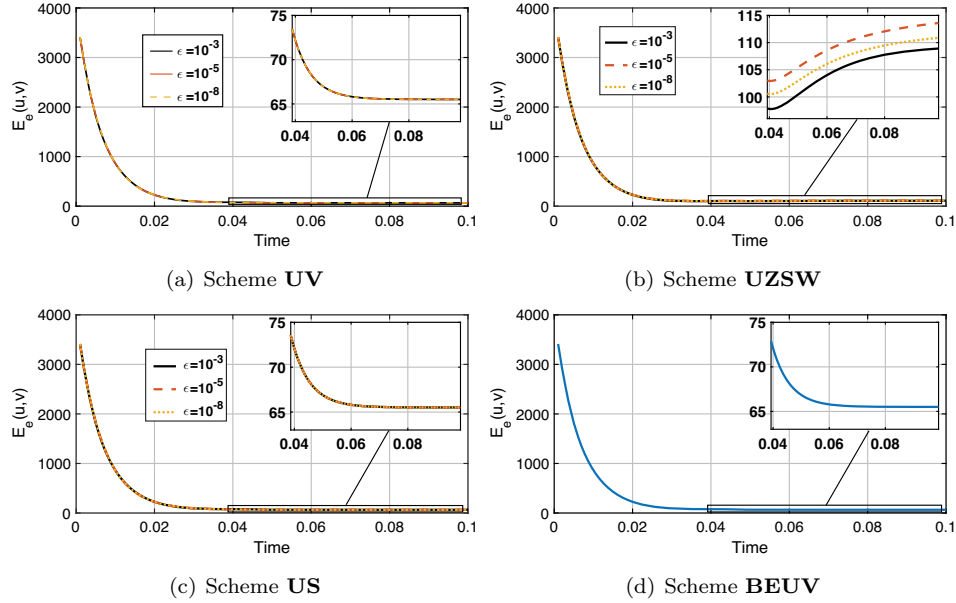 4000
3000
2000
1000
0
E_e(u,v)
ϵ=10^-3
ϵ=10^-5
ϵ=10^-8
75
70
65
0.04 0.06 0.08
0 0.02 0.04 0.06 0.08 0.1
Time
(a) Scheme UV
4000
3000
2000
1000
0
E_e(u,v)
ϵ=10^-3
ϵ=10^-5
ϵ=10^-8
115
110
105
100
0.04 0.06 0.08
0 0.02 0.04 0.06 0.08 0.1
Time
(b) Scheme UZSW
4000
3000
2000
1000
0
E_e(u,v)
ϵ=10^-3
ϵ=10^-5
ϵ=10^-8
75
70
65
0.04 0.06 0.08
0 0.02 0.04 0.06 0.08 0.1
Time
(c) Scheme US
4000
3000
2000
1000
0
E_e(u,v)
75
70
65
0.04 0.06 0.08
0 0.02 0.04 0.06 0.08 0.1
Time
(d) Scheme BEUV